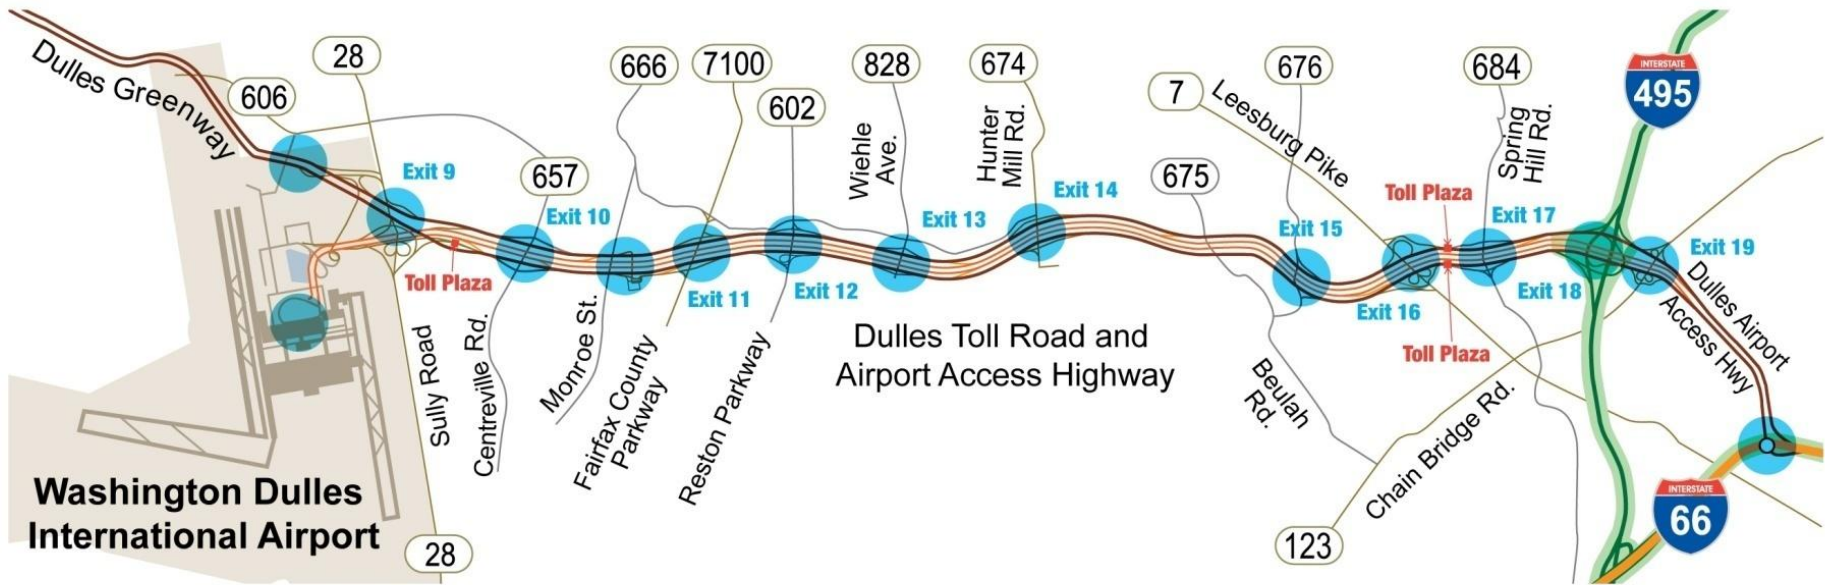 Dulles Greenway
606
28
666
7100
602
828
674
7
676
684
INTERSTATE
495
Leesburg Pike
Wiehle
Ave.
Hunter
Mill Rd.
Spring
Hill Rd.
657
675
Exit 9
Exit 10
Exit 11
Exit 12
Exit 13
Exit 14
Exit 15
Exit 16
Exit 17
Exit 18
Exit 19
Toll Plaza
Toll Plaza
Toll Plaza
Dulles Airport
Access Hwy
Dulles Toll Road and
Airport Access Highway
Sully Road
Centreville Rd.
Monroe St.
Fairfax County
Parkway
Reston Parkway
Beulah
Rd.
Chain Bridge Rd.
Washington Dulles
International Airport
28
123
INTERSTATE
66